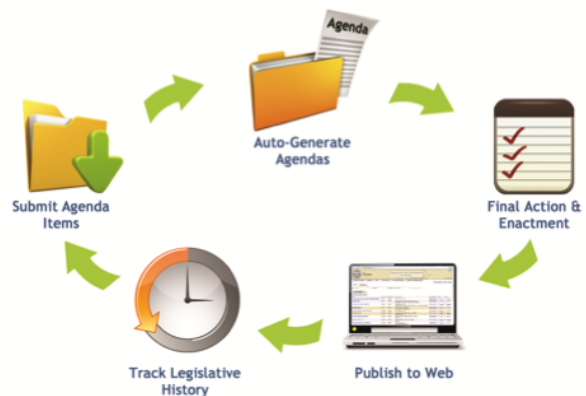 Agenda
Auto-Generate
Agendas
Submit Agenda
Items
Final Action &
Enactment
Track Legislative
History
Publish to Web